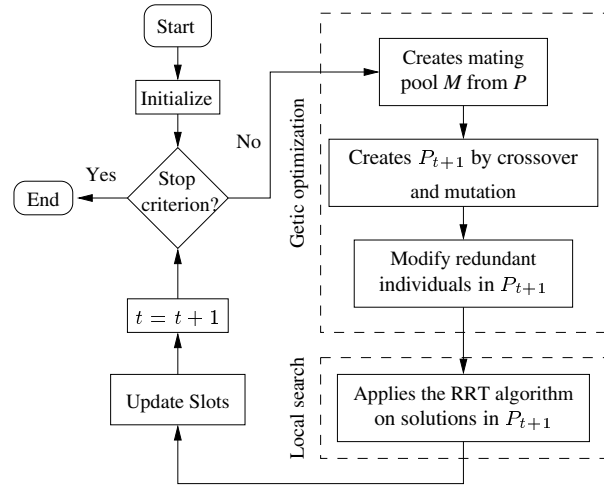 Start
Initialize
Stop
criterion?
Yes
End
No
Creates mating
pool M from P
Creates P_{t+1} by crossover
and mutation
Modify redundant
individuals in P_{t+1}
Getic optimization
Applies the RRT algorithm
on solutions in P_{t+1}
Local search
Update Slots
t = t + 1